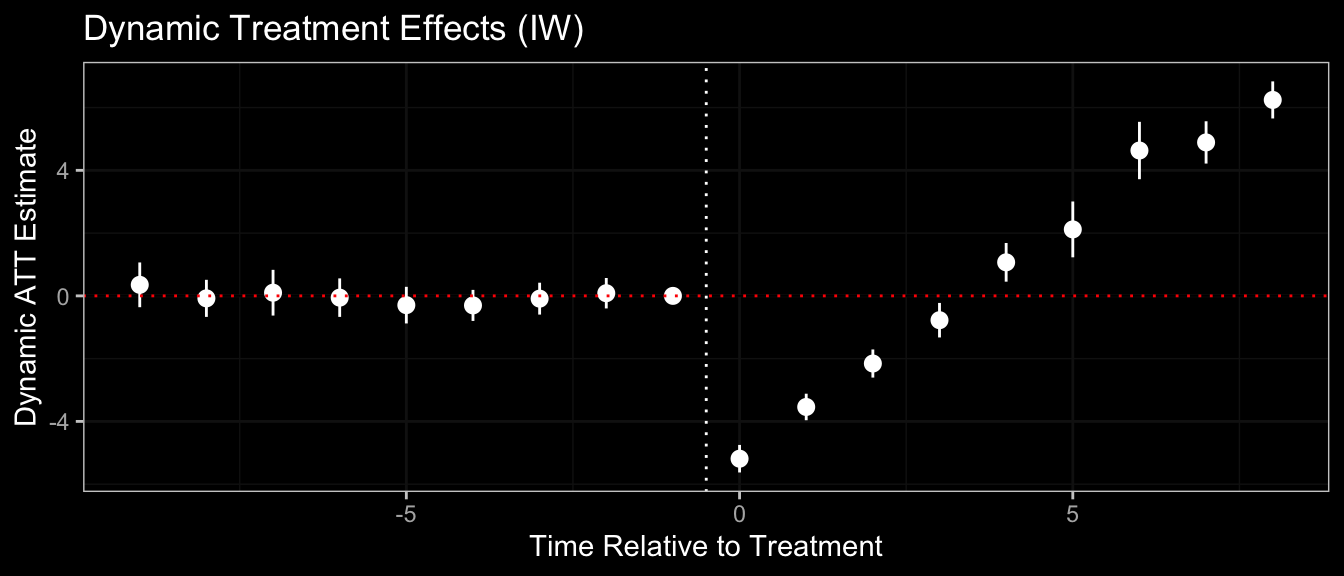 Dynamic Treatment Effects (IW)
Dynamic ATT Estimate
4
0
-4
-5 0 5
Time Relative to Treatment